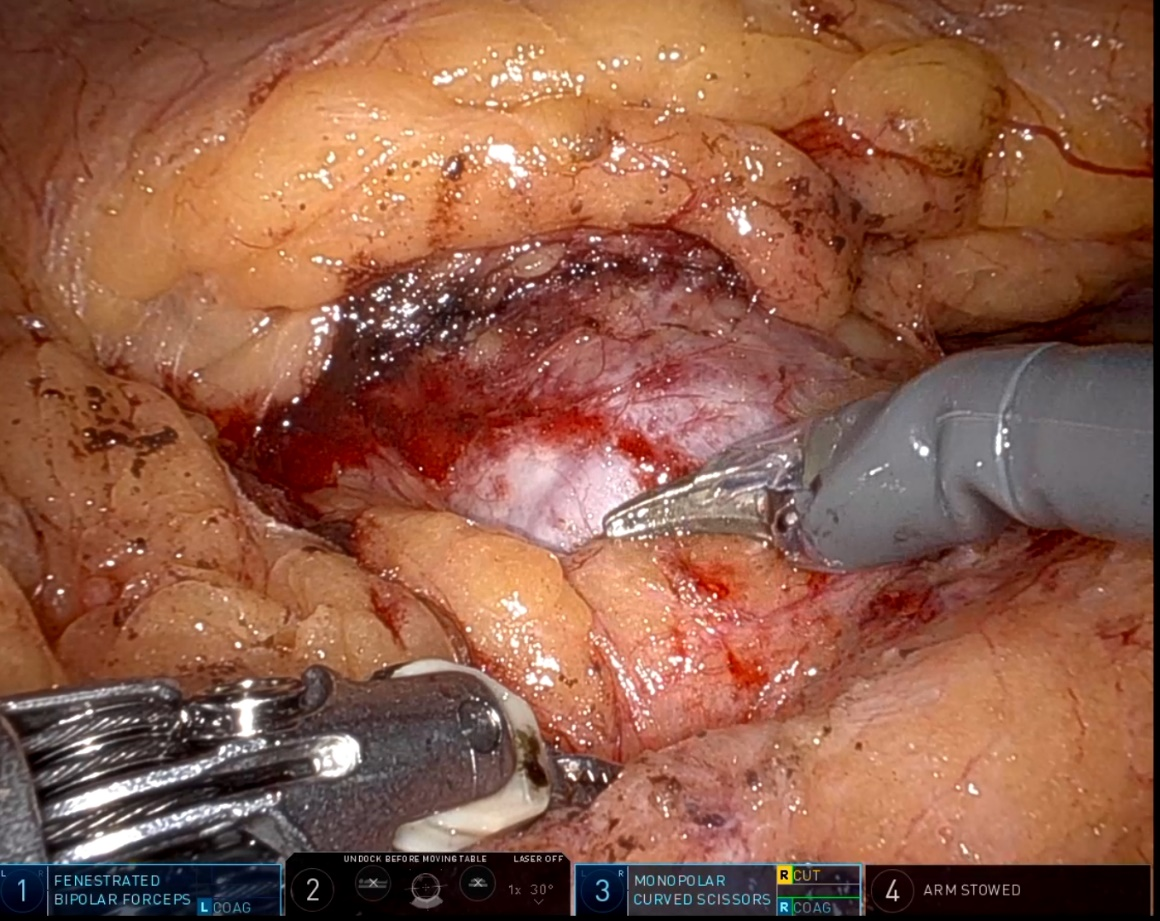 UNDOCK BEFORE MOVING TABLE LASER OFF
L R
1 FENESTRATED
BIPOLAR FORCEPS
L COAG
2 1x 30°
R
3 MONOPOLAR
CURVED SCISSORS
R CUT
R COAG
4 ARM STOWED